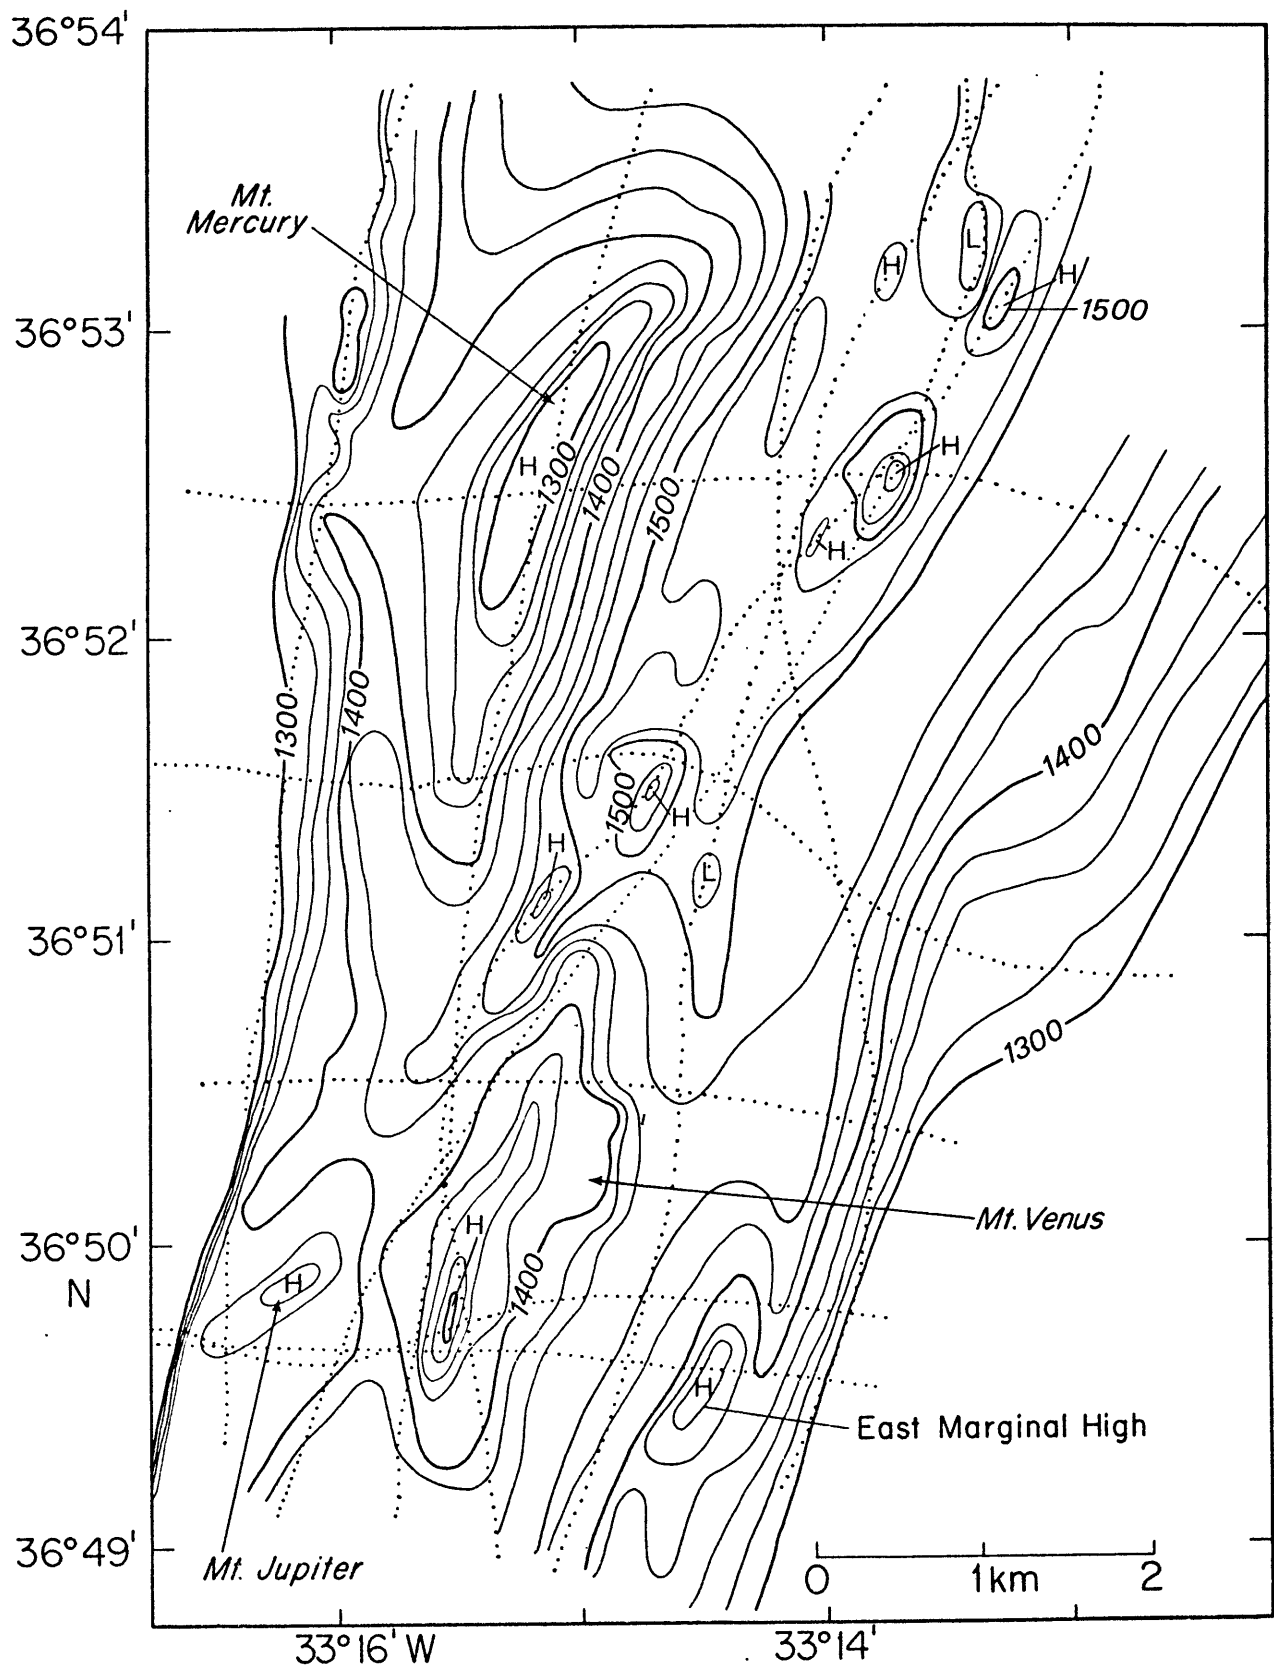 36°54'
Mt.
Mercury
H
L
H
1500
36°53'
H
H
1300
1400
1500
H
36°52'
1300
1400
1400
1500
H
H
L
36°51'
1300
H
Mt. Venus
36°50'
N
H
1400
H
East Marginal High
36°49'
Mt. Jupiter
0 1km 2
33°16' W
33°14'